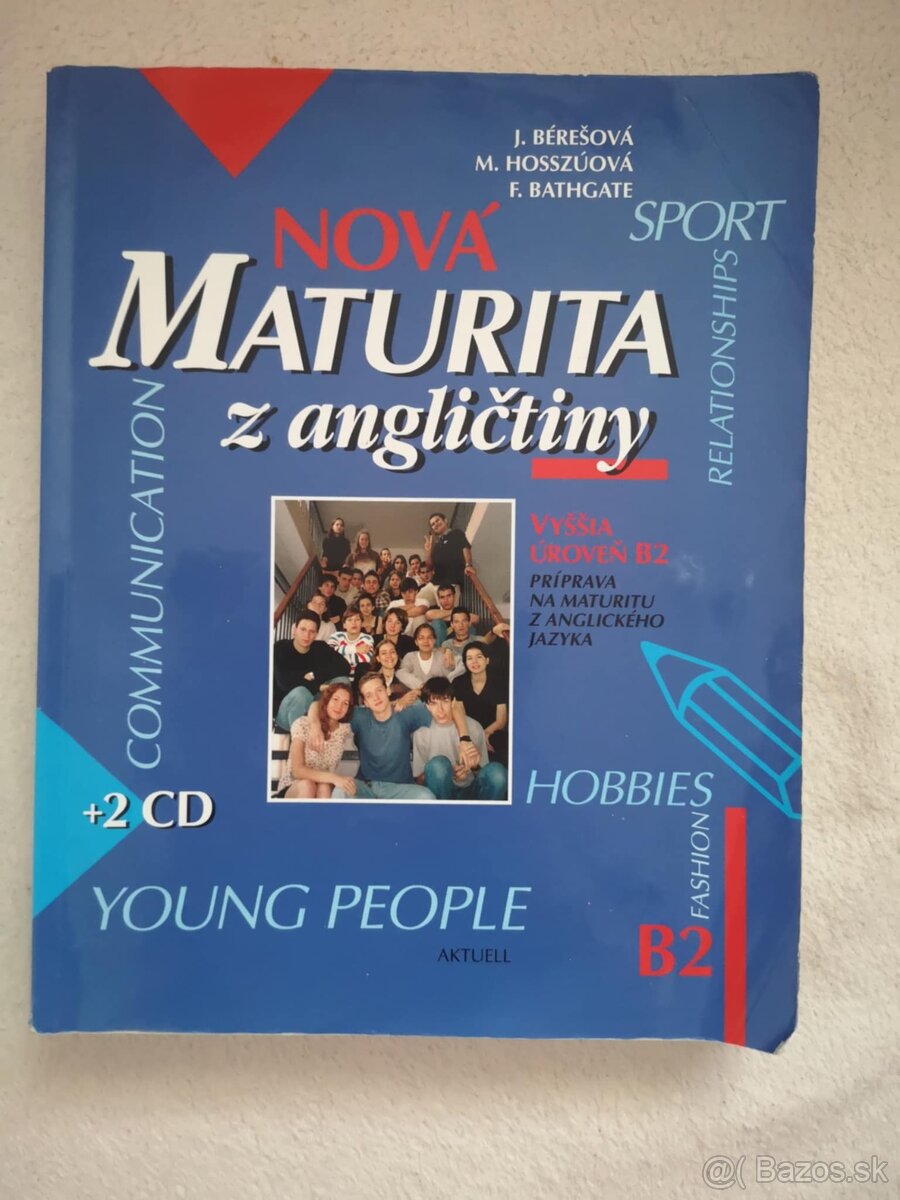 J. BÉREŠOVÁ
M. HOSSZÚOVÁ
F. BATHGATE
SPORT
RELATIONSHIPS
NOVÁ
MATURITA
z angličtiny
COMMUNICATION
VYŠŠIA
ÚROVEŇ B2
PRÍPRAVA
NA MATURITU
Z ANGLICKÉHO
JAZYKA
HOBBIES
+2 CD
FASHION
YOUNG PEOPLE
AKTUELL
B2
@( Bazos.sk